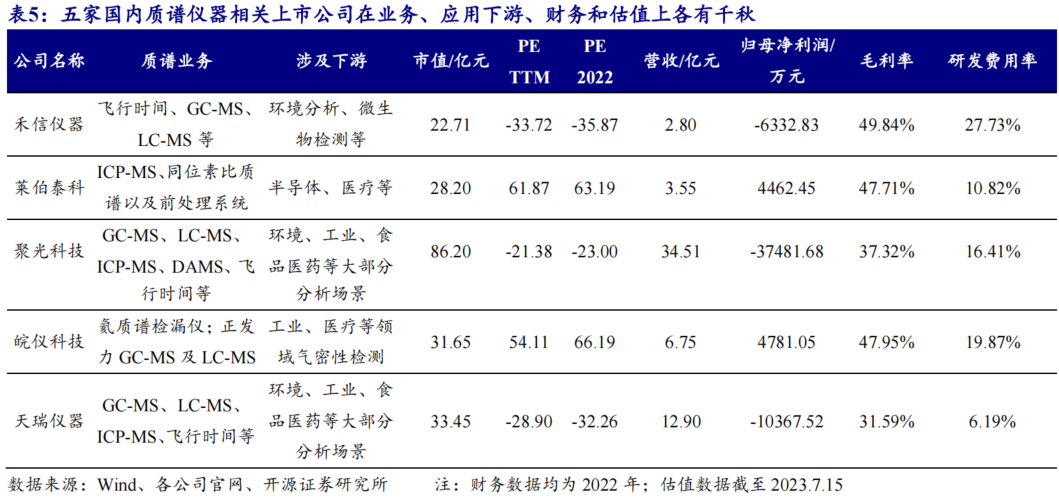 表5：五家国内质谱仪器相关上市公司在业务、应用下游、财务和估值上各有千秋
公司名称 质谱业务 涉及下游 市值/亿元 PE TTM PE 2022 营收/亿元 归母净利润/万元 毛利率 研发费用率
禾信仪器 飞行时间、GC-MS、LC-MS 等 环境分析、微生物检测等 22.71 -33.72 -35.87 2.80 -6332.83 49.84% 27.73%
莱伯泰科 ICP-MS、同位素比质谱以及前处理系统 半导体、医疗等 28.20 61.87 63.19 3.55 4462.45 47.71% 10.82%
聚光科技 GC-MS、LC-MS、ICP-MS、DAMS、飞行时间等 环境、工业、食品医药等大部分分析场景 86.20 -21.38 -23.00 34.51 -37481.68 37.32% 16.41%
皖仪科技 氦质谱检漏仪；正发力 GC-MS 及 LC-MS 工业、医疗等领域气密性检测 31.65 54.11 66.19 6.75 4781.05 47.95% 19.87%
天瑞仪器 GC-MS、LC-MS、ICP-MS、飞行时间等 环境、工业、食品医药等大部分分析场景 33.45 -28.90 -32.26 12.90 -10367.52 31.59% 6.19%
数据来源：Wind、各公司官网、开源证券研究所 注：财务数据均为 2022 年；估值数据截至 2023.7.15